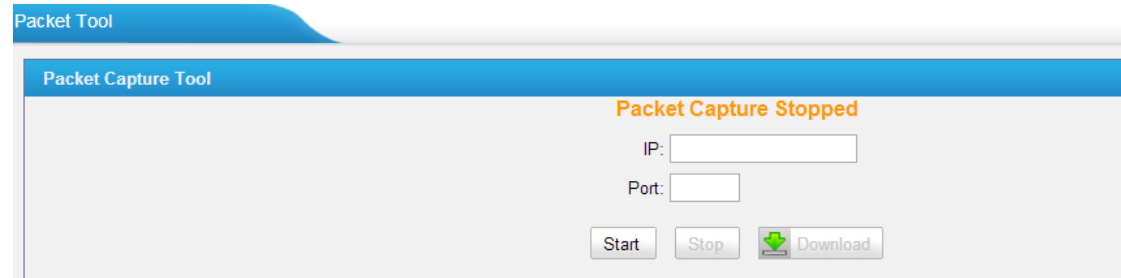 Packet Tool
Packet Capture Tool
Packet Capture Stopped
IP:
Port:
Start Stop Download